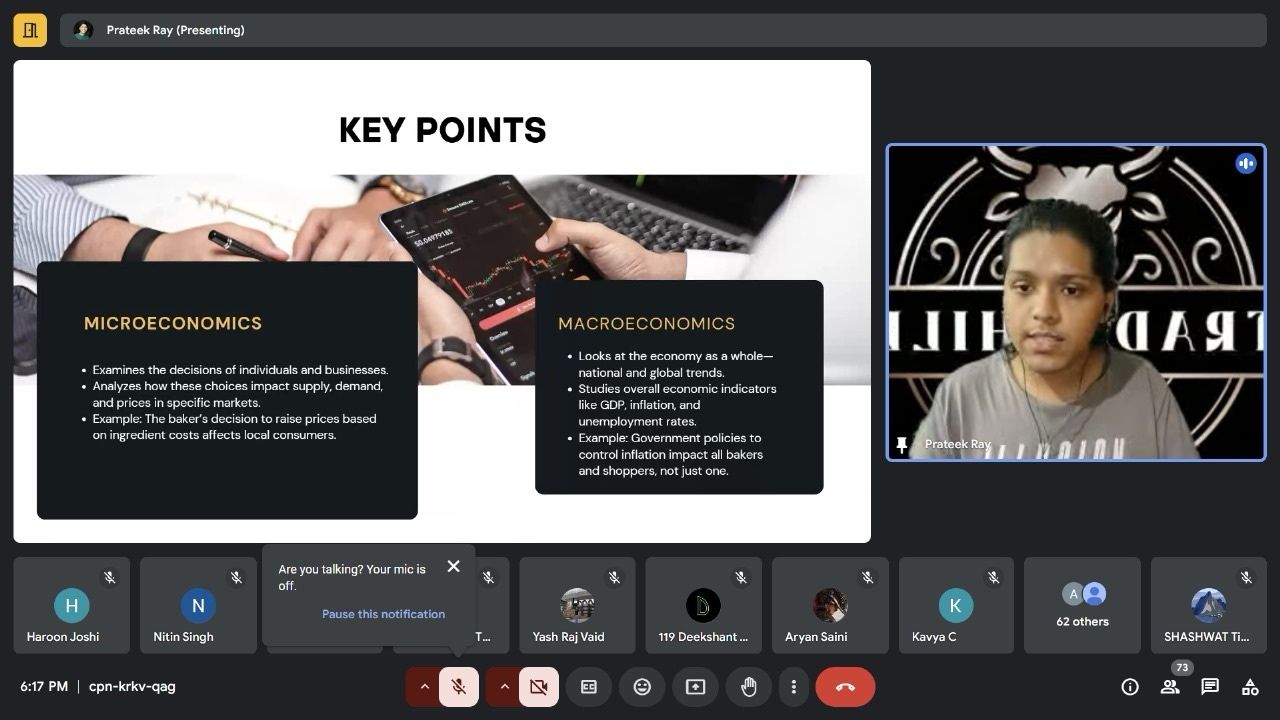 Prateek Ray (Presenting)
KEY POINTS
50.04979185
MICROECONOMICS
Examines the decisions of individuals and businesses.
Analyzes how these choices impact supply, demand,
and prices in specific markets.
Example: The baker's decision to raise prices based
on ingredient costs affects local consumers.
MACROECONOMICS
Looks at the economy as a whole—
national and global trends.
Studies overall economic indicators
like GDP, inflation, and
unemployment rates.
Example: Government policies to
control inflation impact all bakers
and shoppers, not just one.
Prateek Ray
Are you talking? Your mic is
off.
Pause this notification
H
Haroon Joshi
N
Nitin Singh
T...
Yash Raj Vaid
119 Deekshant ...
Aryan Saini
K
Kavya C
A
62 others
SHASHWAT Ti...
6:17 PM | cpn-krkv-qag
73